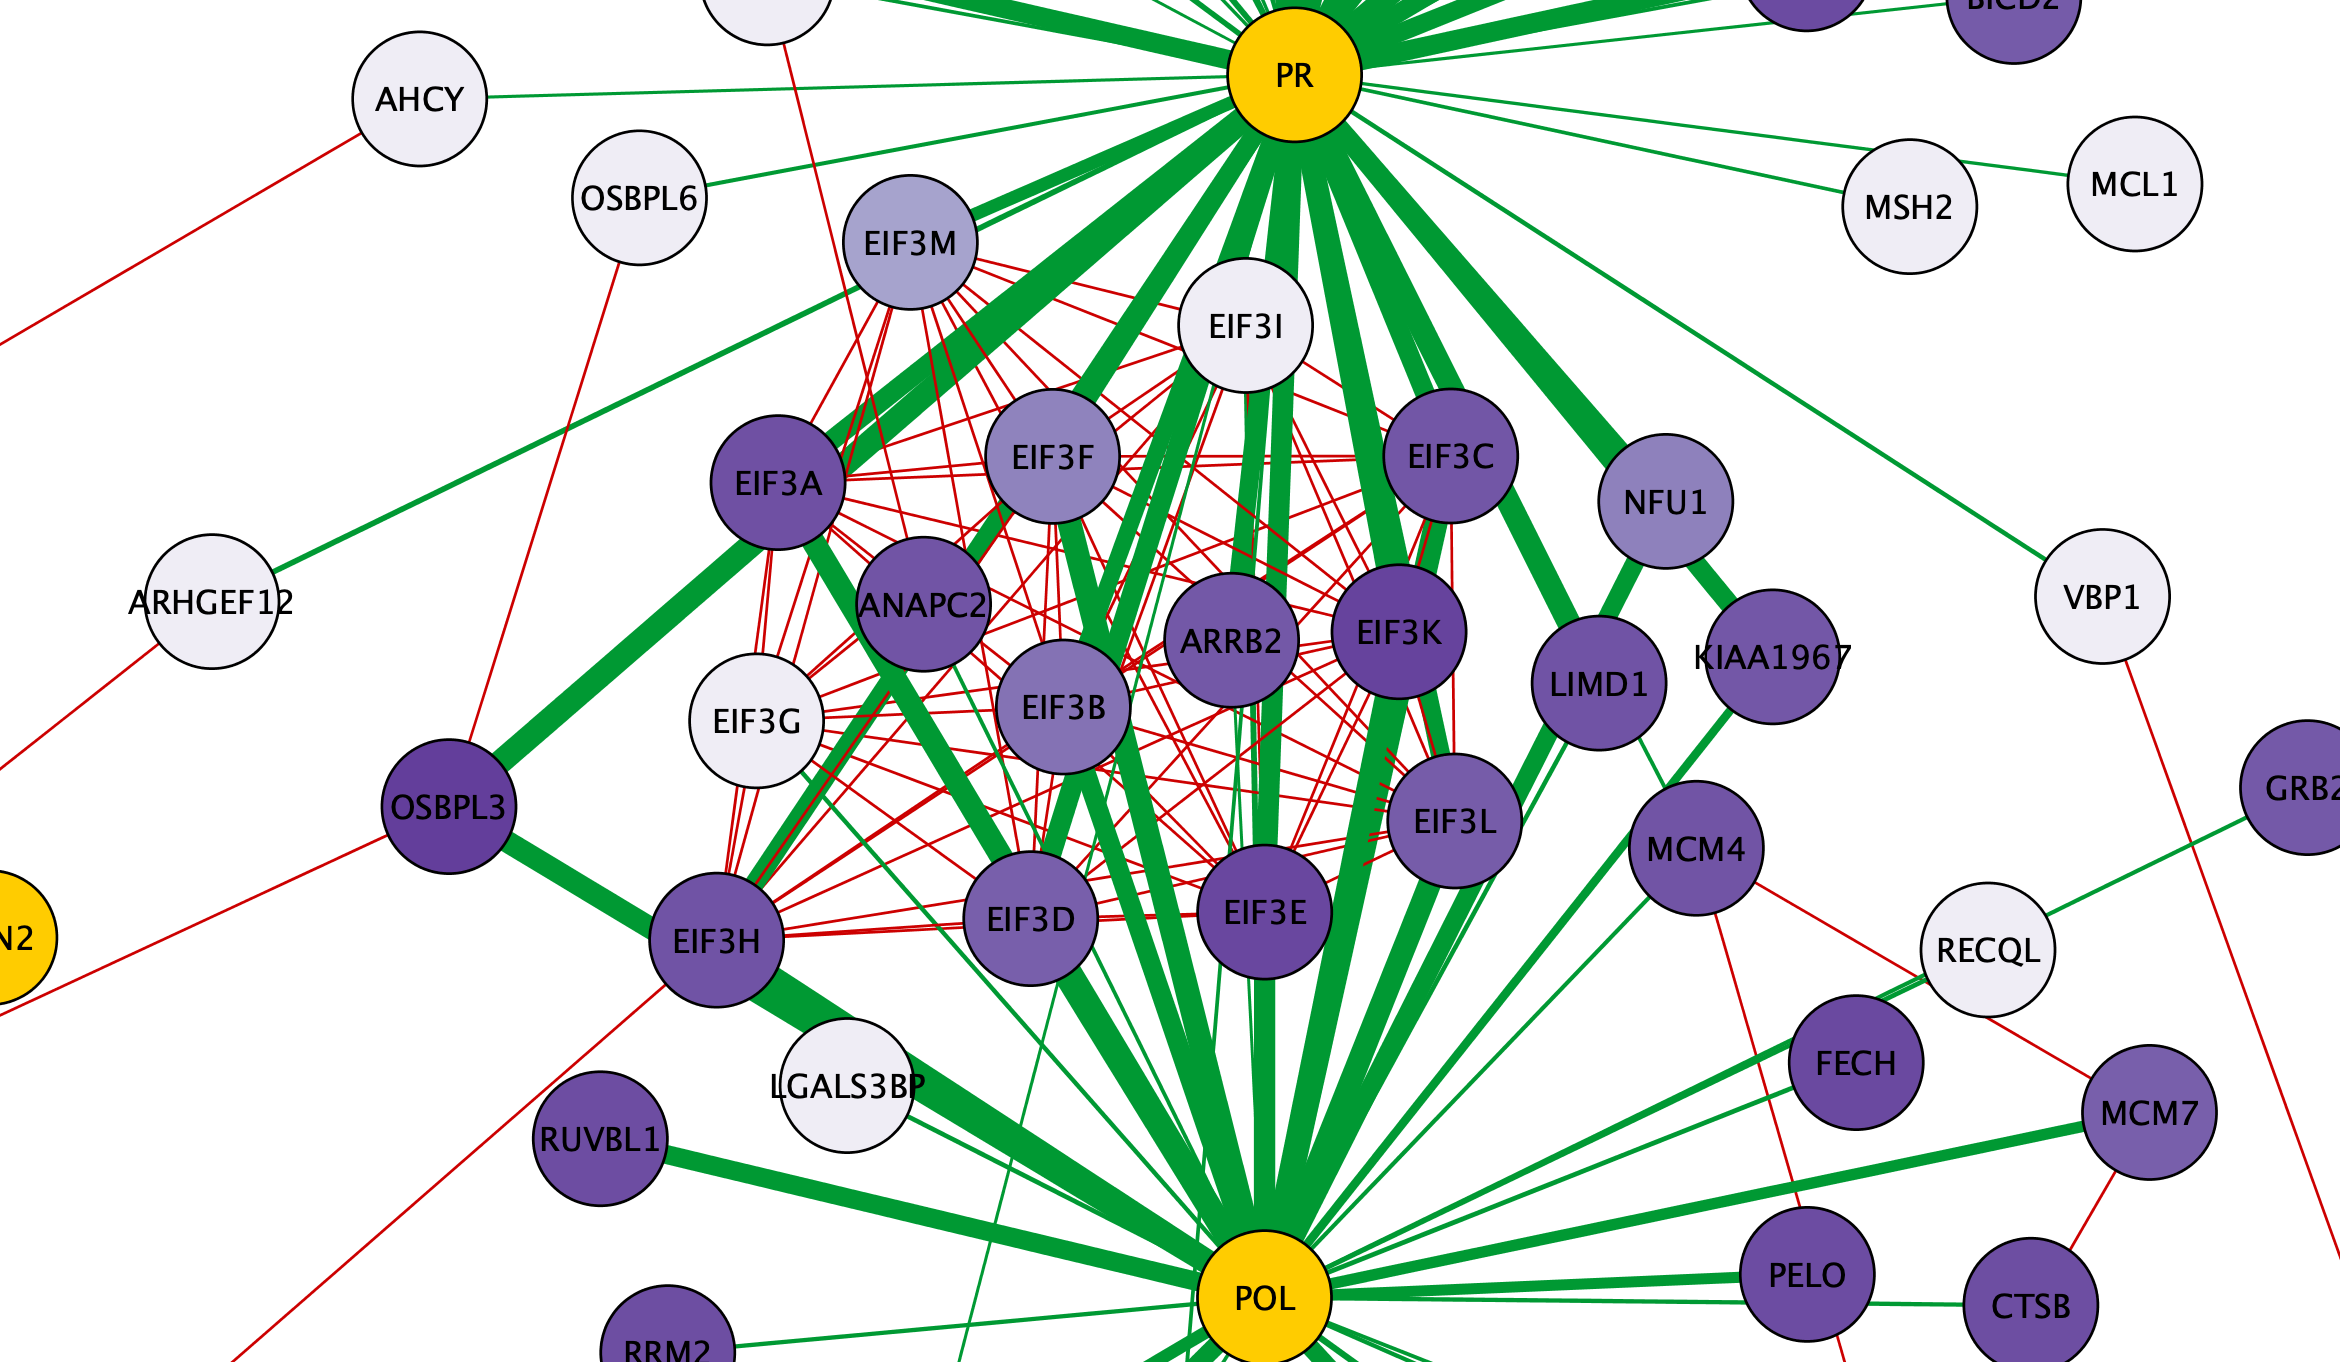 BICD2
PR
AHCY
OSBPL6
MCL1
MSH2
EIF3M
EIF3I
EIF3F
EIF3C
EIF3A
NFU1
ARHGEF12
ANAPC2
VBP1
EIF3K
ARRB2
KIAA1967
LIMD1
EIF3B
EIF3G
GRB2
OSBPL3
EIF3L
MCM4
EIF3E
EIF3D
N2
EIF3H
RECQL
FECH
LGALS3BP
MCM7
RUVBL1
PELO
POL
CTSB
RRM2